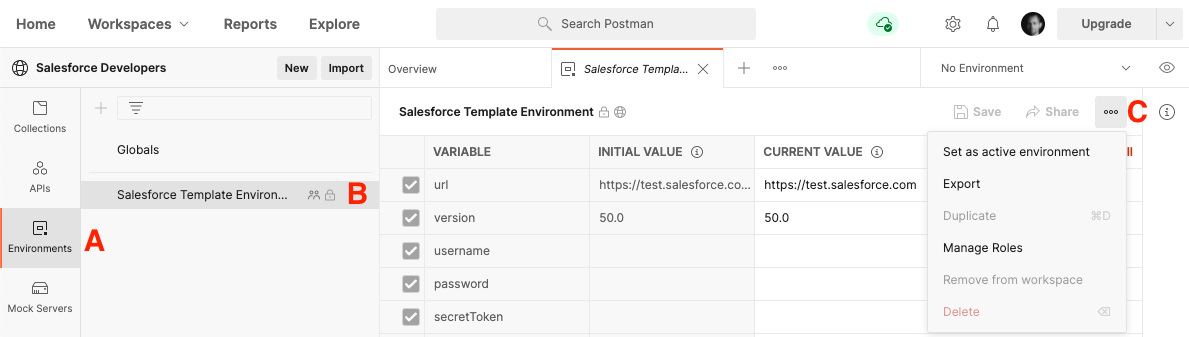 Home Workspaces Reports Explore Search Postman Upgrade
Salesforce Developers New Import
Overview Salesforce Templa... No Environment
Collections
APIs
Environments
Mock Servers
Globals
Salesforce Template Environ...
A
B
Salesforce Template Environment Save Share C
VARIABLE INITIAL VALUE CURRENT VALUE ll
url https://test.salesforce.co... https://test.salesforce.com
version 50.0 50.0
username
password
secretToken
Set as active environment
Export
Duplicate ⌘D
Manage Roles
Remove from workspace
Delete ⌫